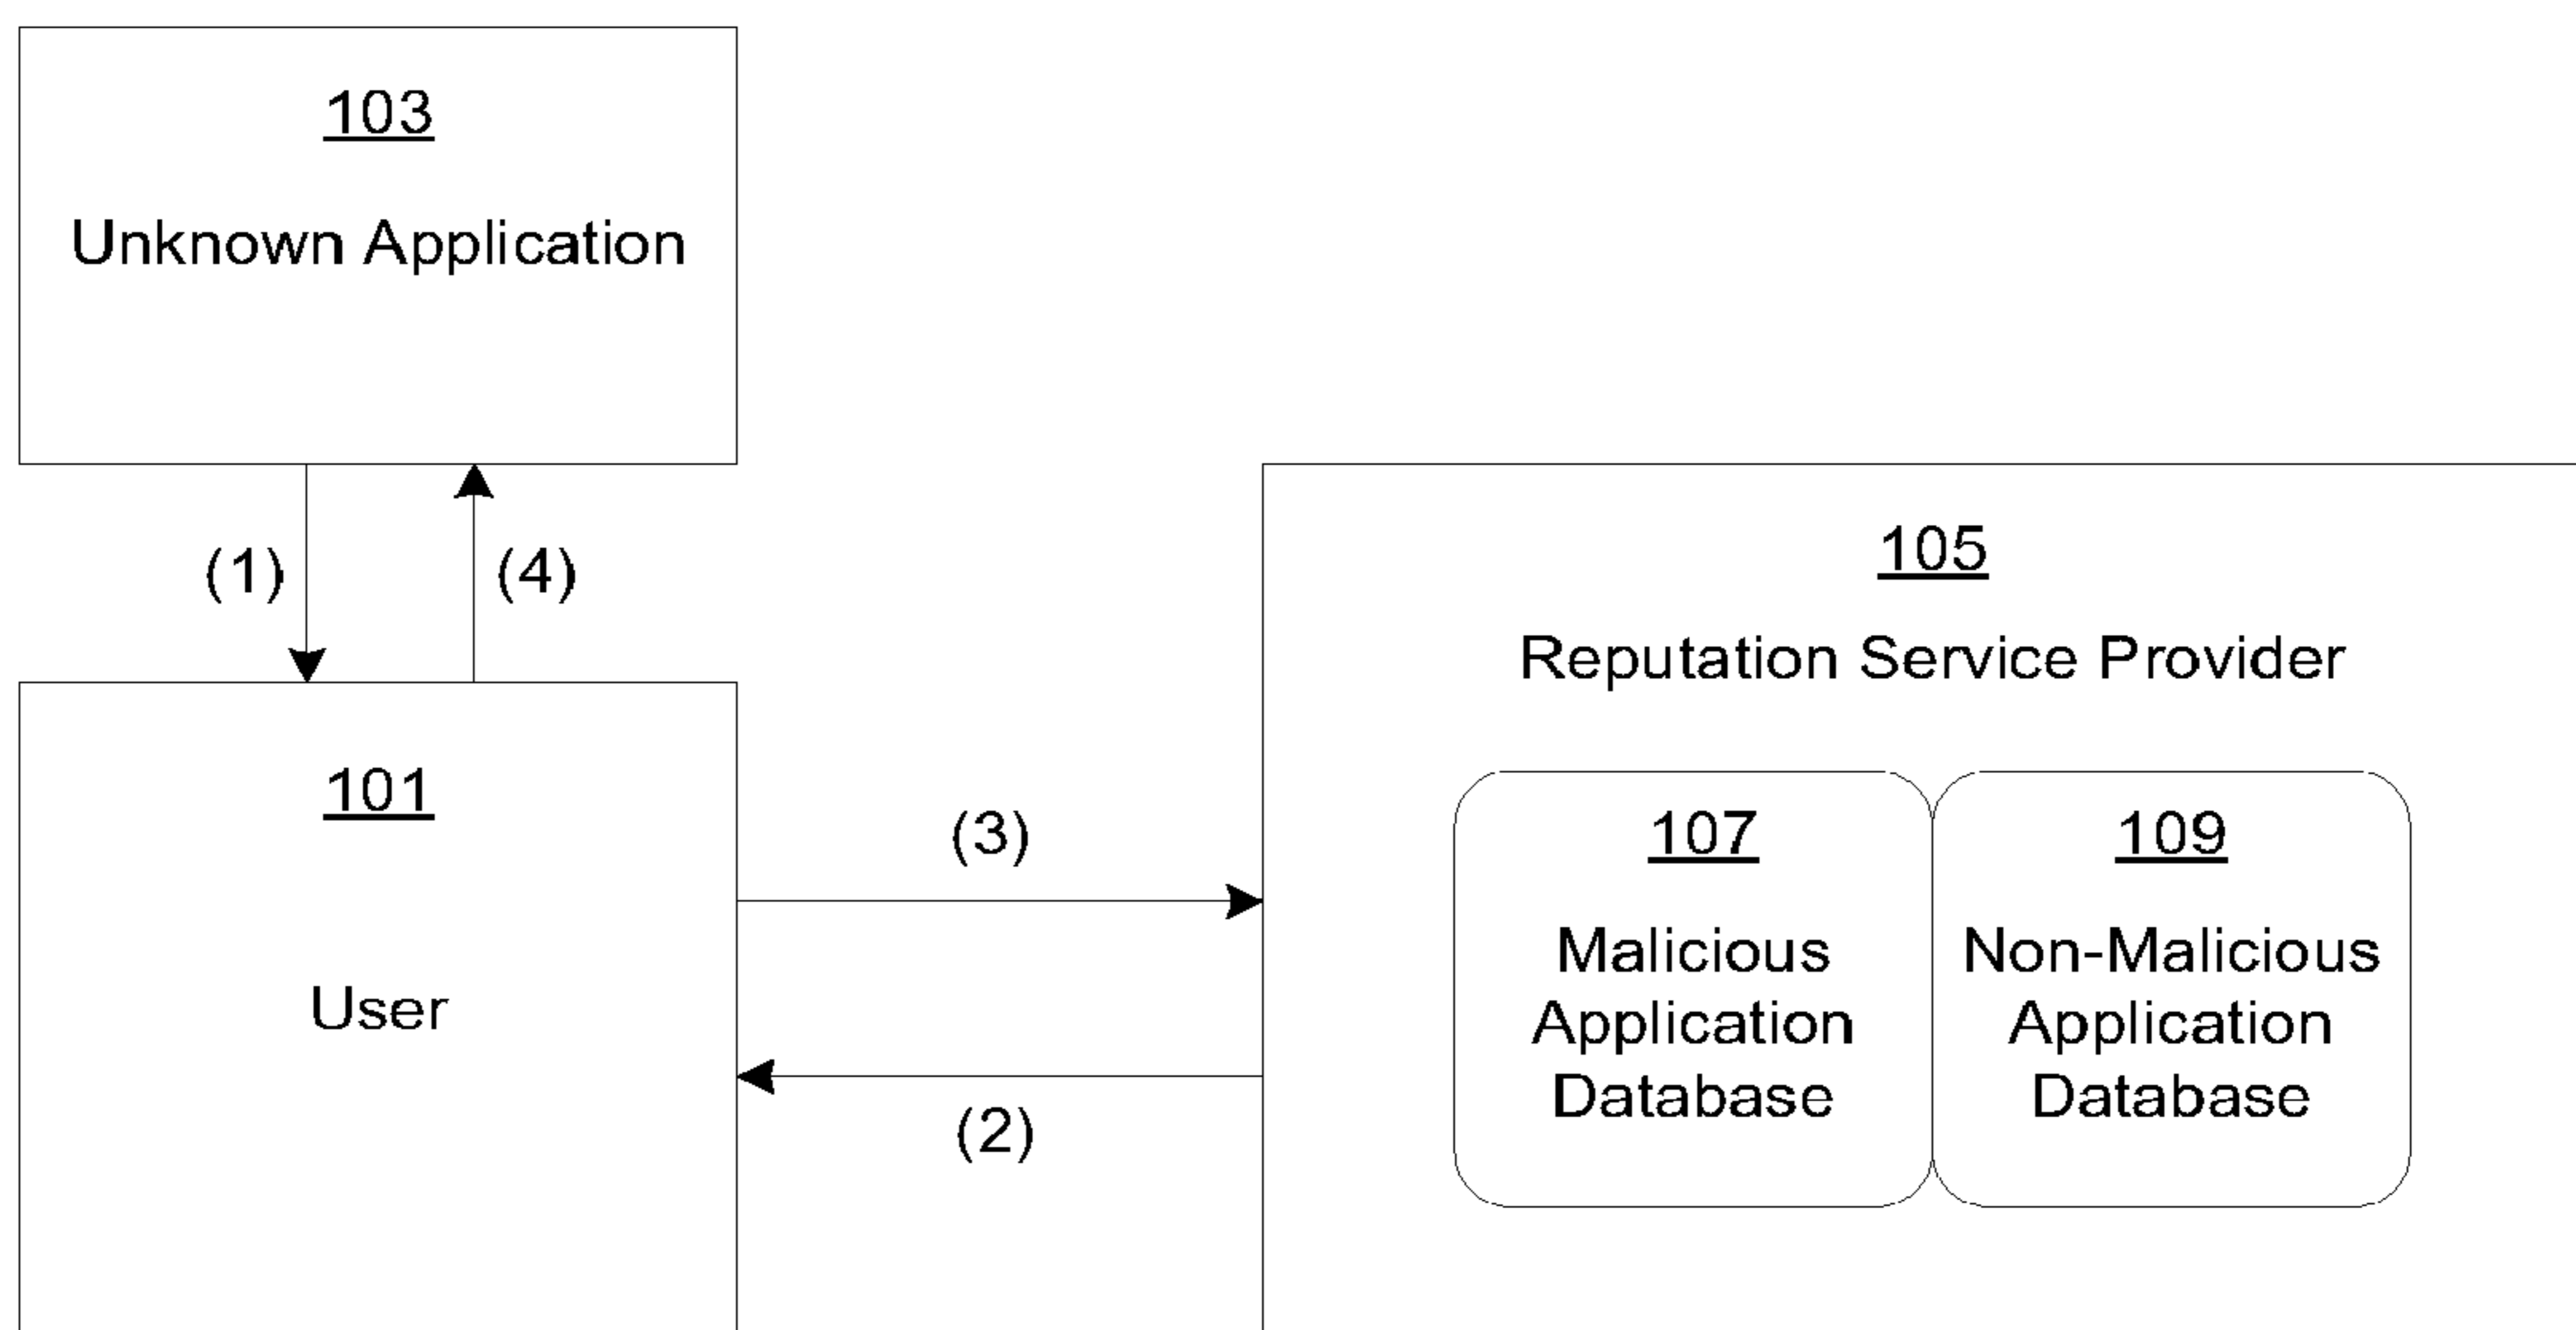 103
Unknown Application
(1)
(4)
105
Reputation Service Provider
101
User
(3)
(2)
107
Malicious
Application
Database
109
Non-Malicious
Application
Database